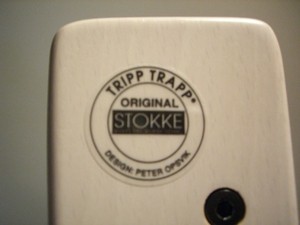 TRIPP TRAPP®
ORIGINAL
STOKKE
DESIGN: PETER OPSVIK